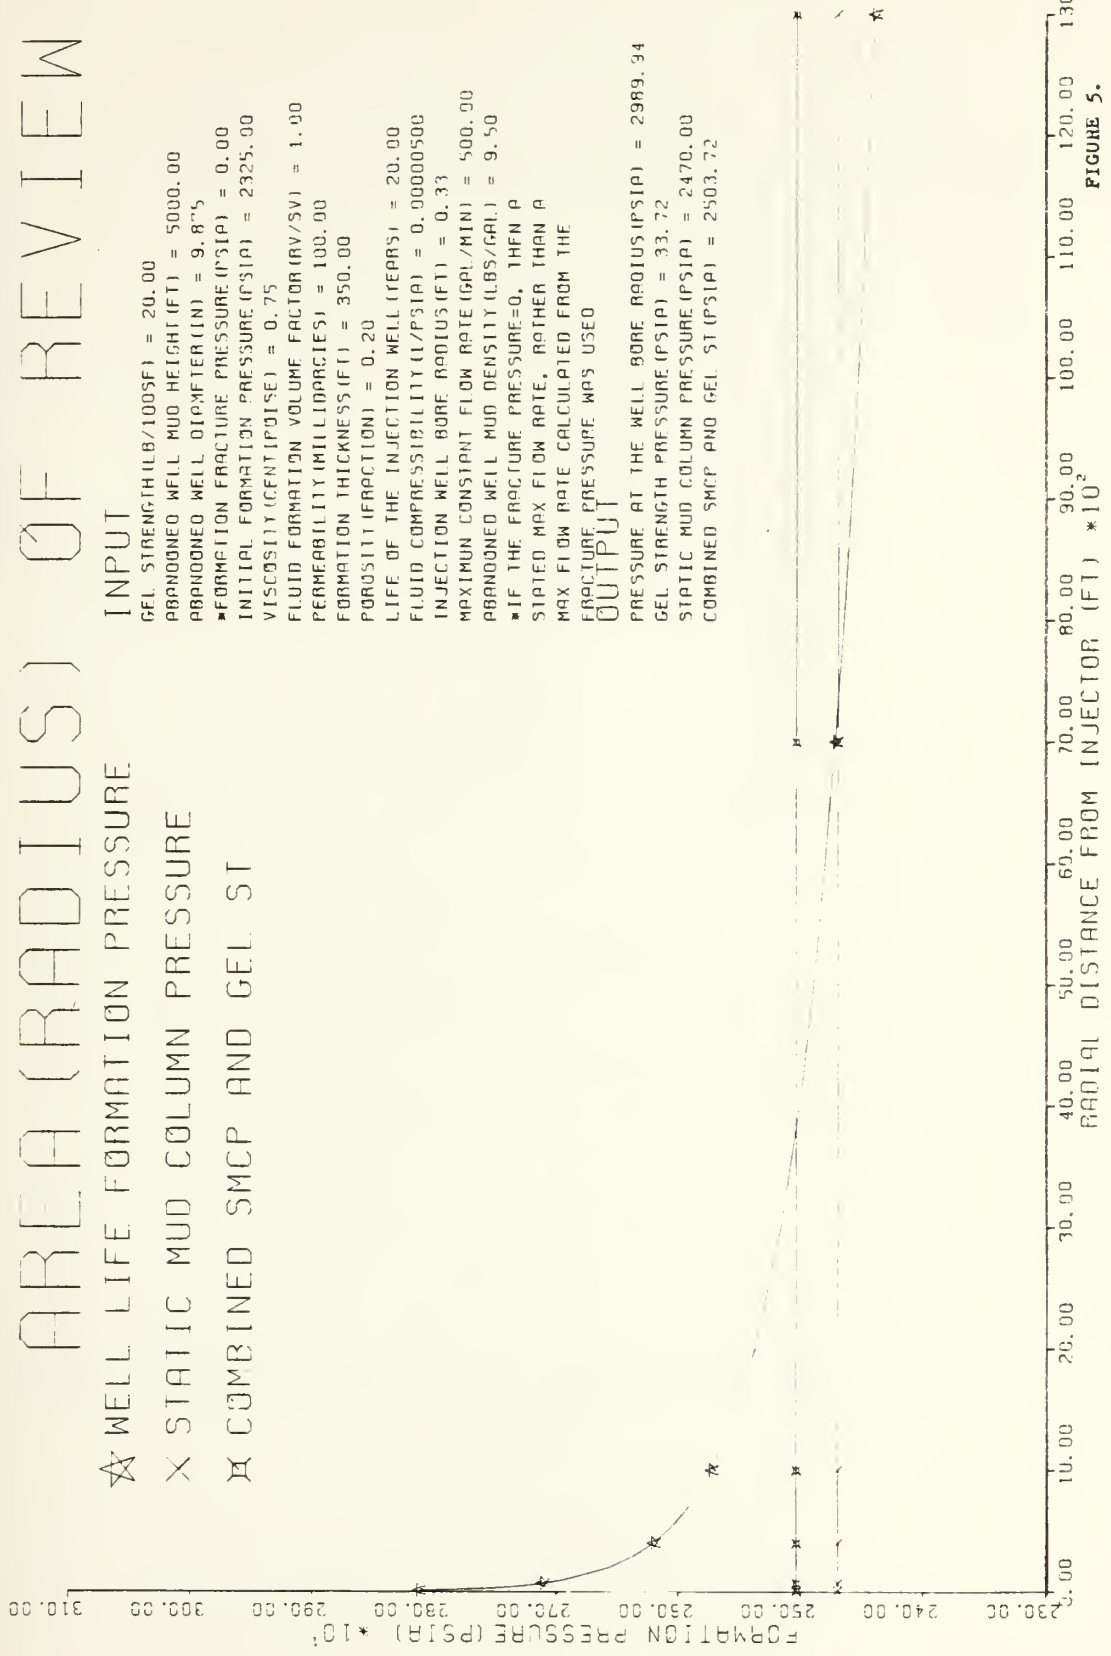 AREA (RADIUS) OF REVIEW
WELL LIFE FORMATION PRESSURE
STATIC MUD COLUMN PRESSURE
COMBINED SMCP AND GEL ST
INPUT
GEL STRENGTH(LB/100SF) = 20.00
ABANDONED WELL MUD HEIGHT(FT) = 5000.00
ABANDONED WELL DIAMETER(IN) = 9.875
*FORMATION FRACTURE PRESSURE(PSIA) = 0.00
INITIAL FORMATION PRESSURE(PSIA) = 2325.00
VISCOSITY(CENTIPOISE) = 0.75
FLUID FORMATION VOLUME FACTOR(RV/SV) = 1.00
PERMEABILITY(MILLIDARCIES) = 100.00
FORMATION THICKNESS(FT) = 350.00
POROSITY(FRACTION) = 0.20
LIFE OF THE INJECTION WELL(YEARS) = 20.00
FLUID COMPRESSIBILITY(1/PSIA) = 0.00000500
INJECTION WELL BORE RADIUS(FT) = 0.33
MAXIMUN CONSTANT FLOW RATE(GAL/MIN) = 500.00
ABANDONED WELL MUD DENSITY(LBS/GAL) = 9.50
*IF THE FRACTURE PRESSURE=0, THEN A
STATED MAX FLOW RATE, RATHER THAN A
MAX FLOW RATE CALCULATED FROM THE
FRACTURE PRESSURE WAS USED
OUTPUT
PRESSURE AT THE WELL BORE RADIUS(PSIA) = 2989.94
GEL STRENGTH PRESSURE(PSIA) = 33.72
STATIC MUD COLUMN PRESSURE(PSIA) = 2470.00
COMBINED SMCP AND GEL ST(PSIA) = 2503.72
310.00
300.00
290.00
280.00
270.00
260.00
250.00
240.00
230.00
FORMATION PRESSURE(PSIA) *10¹
0.00 10.00 20.00 30.00 40.00 50.00 60.00 70.00 80.00 90.00 100.00 110.00 120.00
RADIAL DISTANCE FROM INJECTOR (FT) *10²
FIGURE 5.